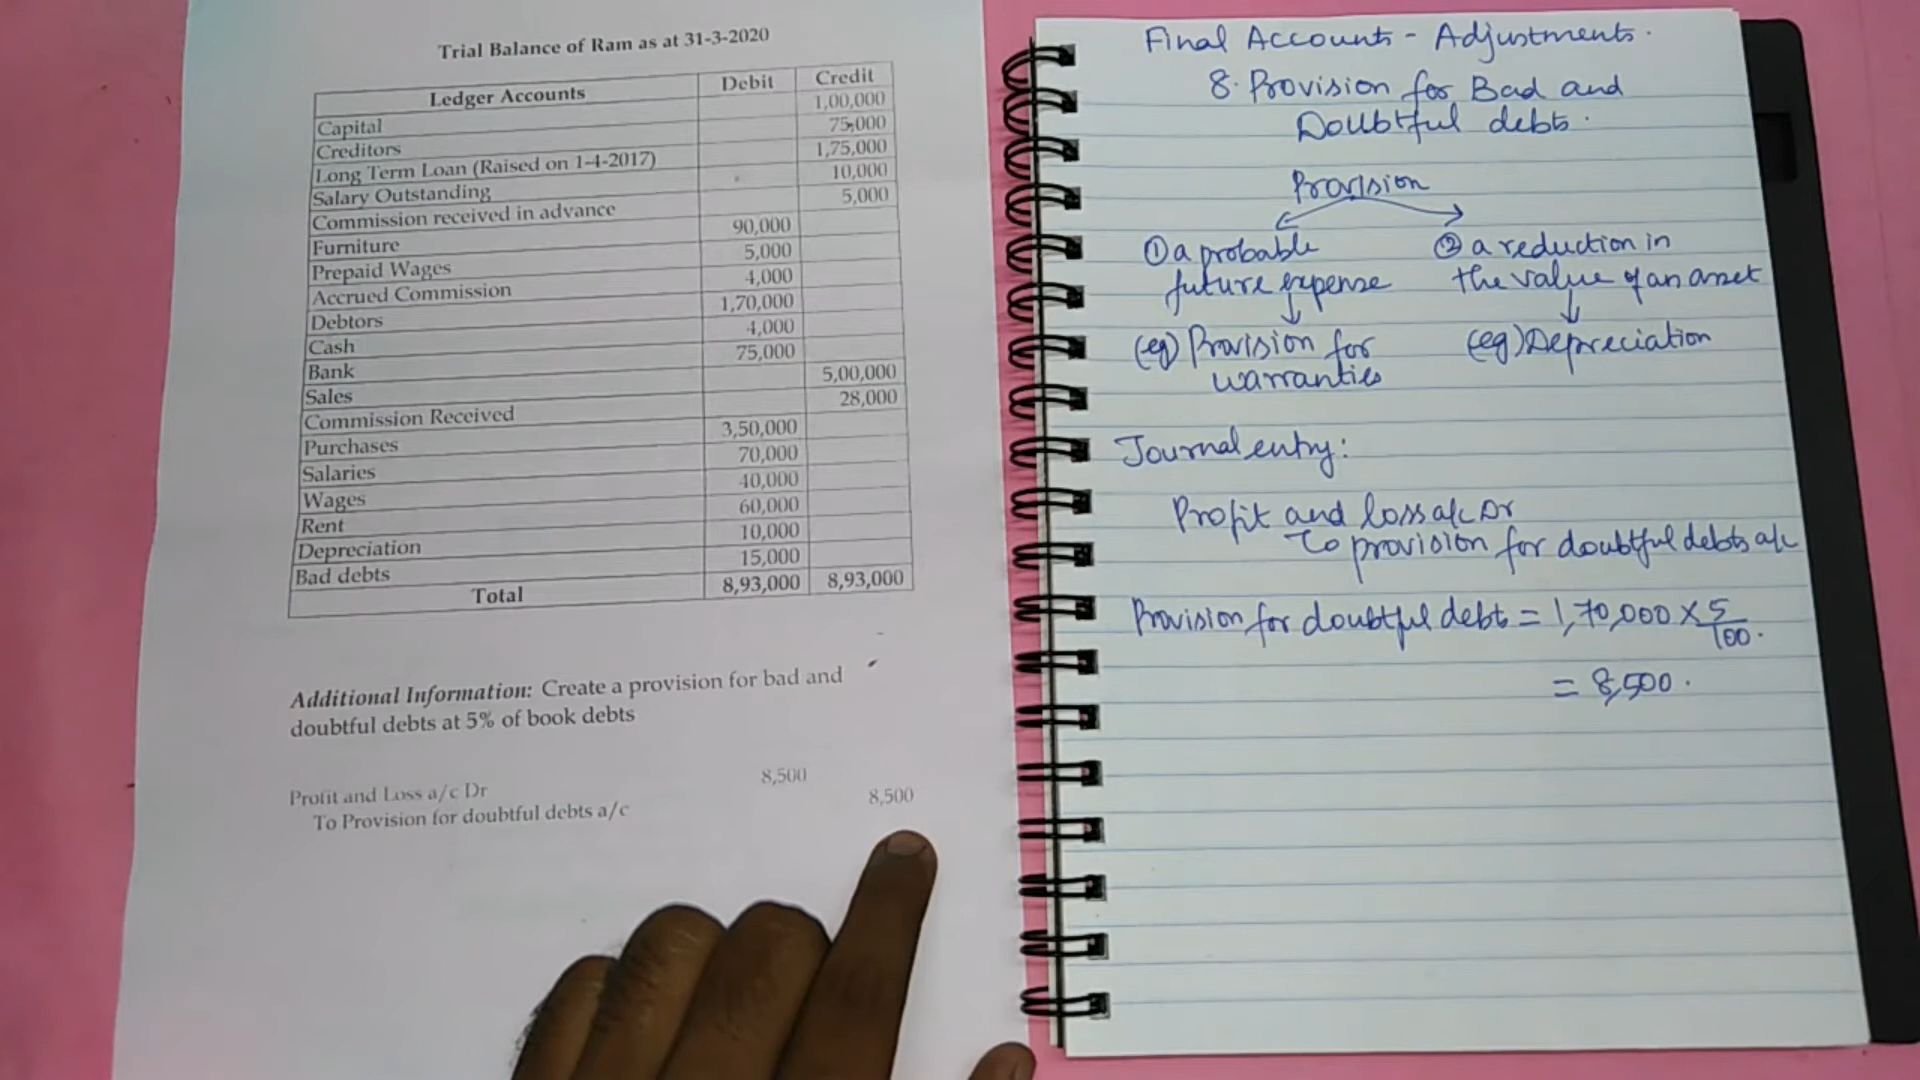 Trial Balance of Ram as at 31-3-2020
Ledger Accounts Debit Credit
Capital 1,00,000
Creditors 75,000
Long Term Loan (Raised on 1-4-2017) 1,75,000
Salary Outstanding 10,000
Commission received in advance 5,000
Furniture 90,000
Prepaid Wages 5,000
Accrued Commission 4,000
Debtors 1,70,000
Cash 4,000
Bank 75,000
Sales 5,00,000
Commission Received 28,000
Purchases 3,50,000
Salaries 70,000
Wages 40,000
Rent 60,000
Depreciation 10,000
Bad debts 15,000
Total 8,93,000 8,93,000
Additional Information: Create a provision for bad and
doubtful debts at 5% of book debts
Profit and Loss a/c Dr 8,500
To Provision for doubtful debts a/c 8,500
Final Accounts - Adjustments.
8. Provision for Bad and
Doubtful debts.
Provision
① a probable
future expense
(eg) Provision for
warranties
② a reduction in
the value of an asset
(eg) Depreciation
Journal entry:
Profit and loss a/c Dr
To provision for doubtful debts a/c
Provision for doubtful debt = 1,70,000 × 5/100.
= 8,500.